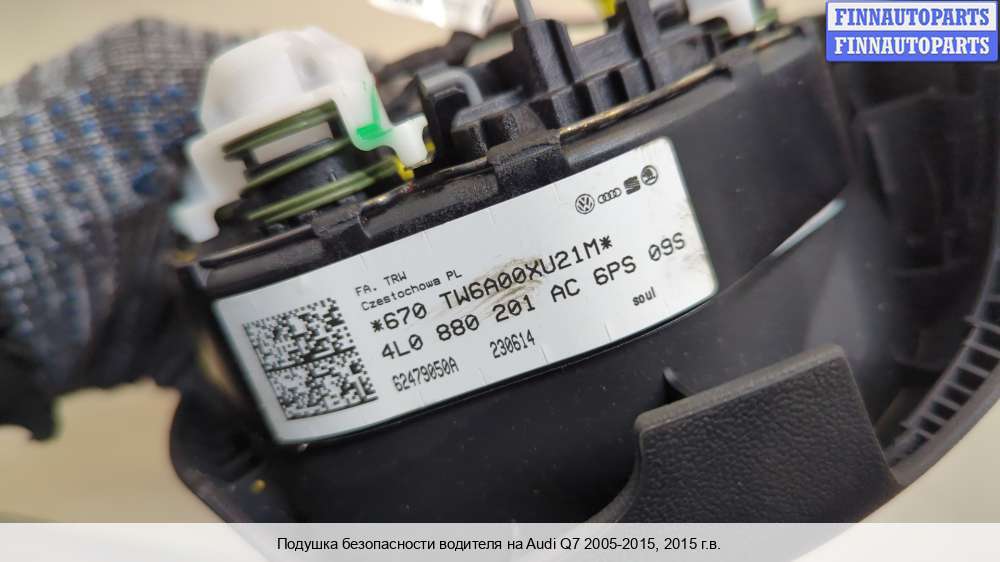 FINNAUTOPARTS
FINNAUTOPARTS
FA. TRW
Czestochowa PL
*670 TW6A00XU21M*
4L0 880 201 AC 6PS 09S
62479050A 230614 soul
Подушка безопасности водителя на Audi Q7 2005-2015, 2015 г.в.